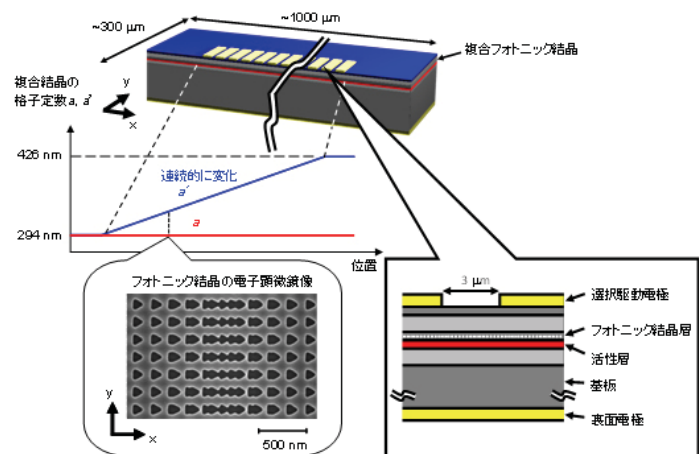 ~300 μm
~1000 μm
複合フォトニック結晶
複合結晶の
格子定数 a, a'
y
x
426 nm
連続的に変化
a'
a
294 nm
位置
フォトニック結晶の電子顕微鏡像
y
x
500 nm
3 μm
選択駆動電極
フォトニック結晶層
活性層
基板
裏面電極